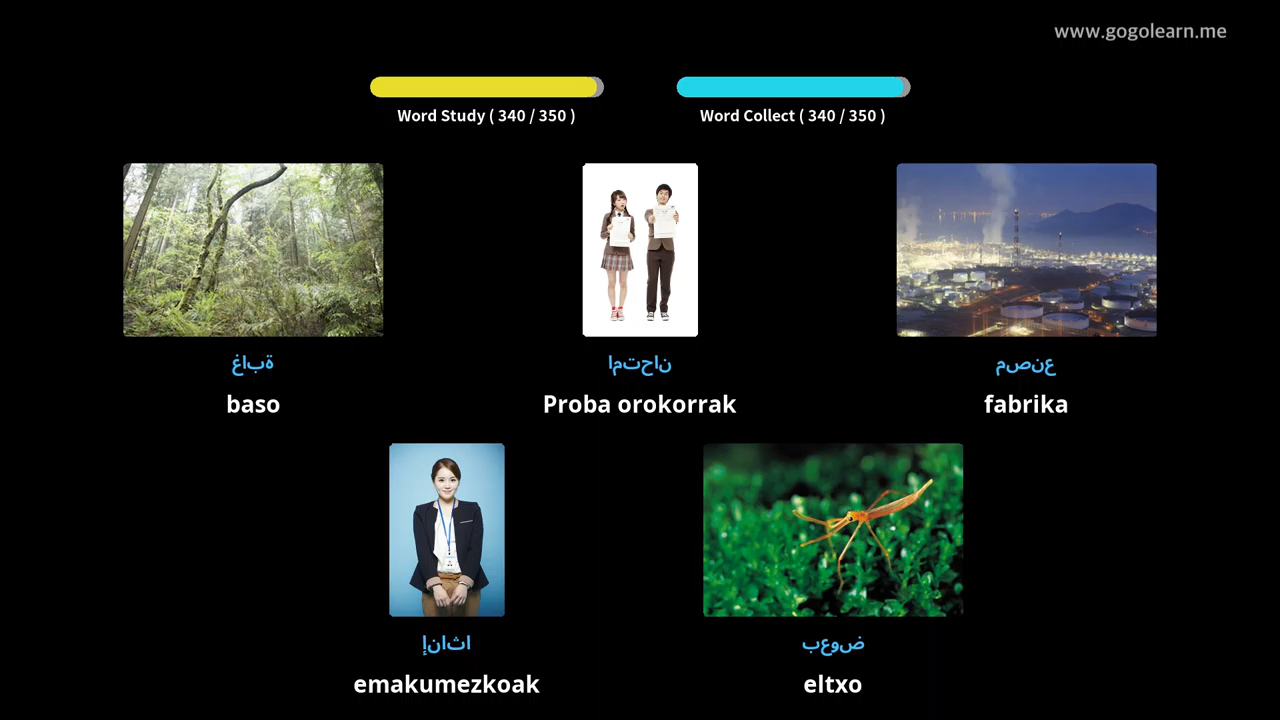 www.gogolearn.me
Word Study ( 340 / 350 )
Word Collect ( 340 / 350 )
غابة
امتحان
مصنع
baso
Proba orokorrak
fabrika
إناثا
بعوض
emakumezkoak
eltxo